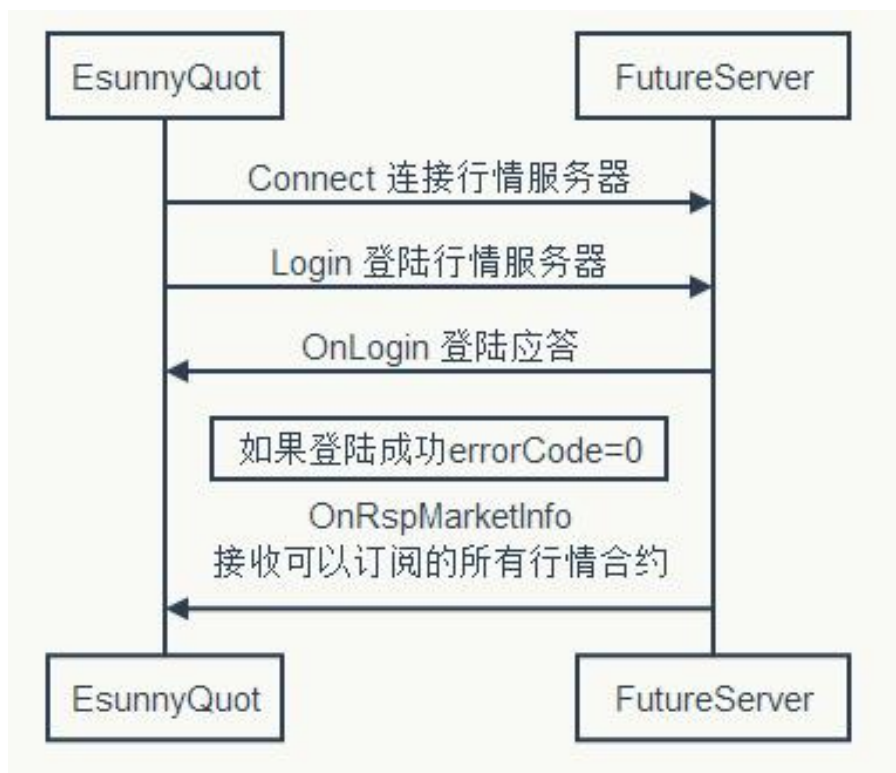 EsunnyQuot
FutureServer
Connect 连接行情服务器
Login 登陆行情服务器
OnLogin 登陆应答
如果登陆成功errorCode=0
OnRspMarketInfo
接收可以订阅的所有行情合约
EsunnyQuot
FutureServer